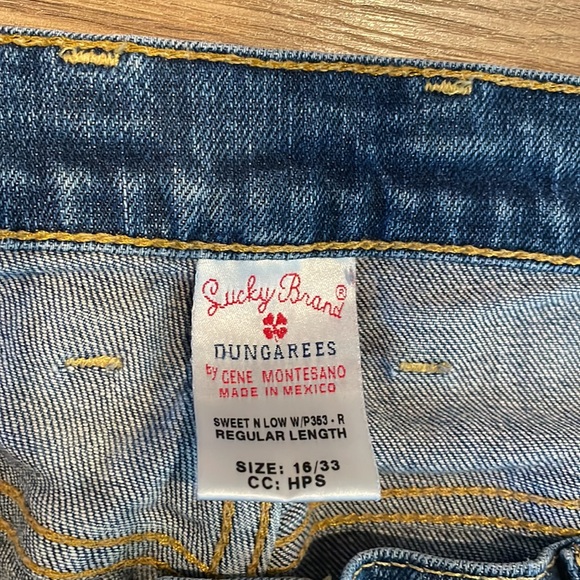 Lucky Brand®
DUNGAREES
by GENE MONTESANO
MADE IN MEXICO
SWEET N LOW W/P353 - R
REGULAR LENGTH
SIZE: 16/33
CC: HPS